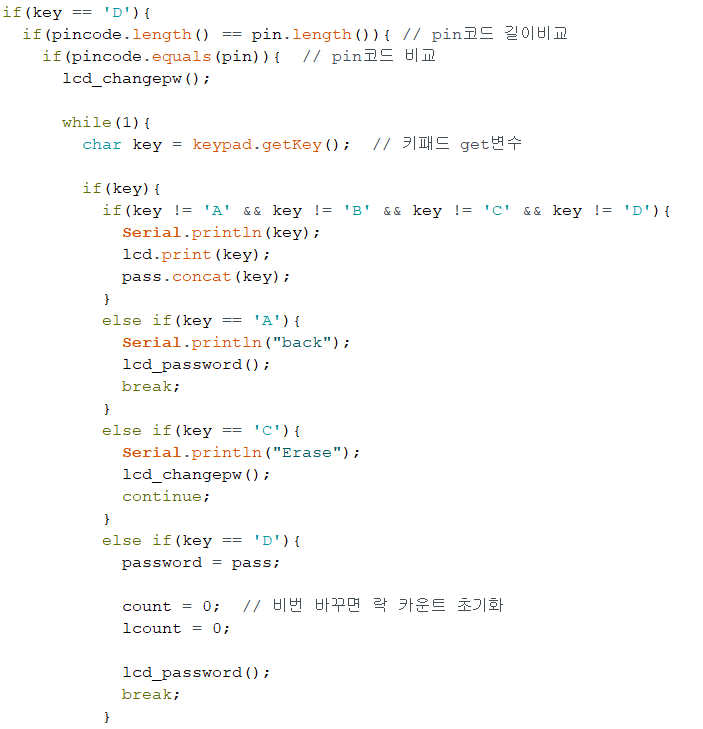 if(key == 'D'){
  if(pincode.length() == pin.length()){ // pin코드 길이비교
    if(pincode.equals(pin)){  // pin코드 비교
      lcd_changepw();

      while(1){
        char key = keypad.getKey();  // 키패드 get변수

        if(key){
          if(key != 'A' && key != 'B' && key != 'C' && key != 'D'){
            Serial.println(key);
            lcd.print(key);
            pass.concat(key);
          }
          else if(key == 'A'){
            Serial.println("back");
            lcd_password();
            break;
          }
          else if(key == 'C'){
            Serial.println("Erase");
            lcd_changepw();
            continue;
          }
          else if(key == 'D'){
            password = pass;

            count = 0;  // 비번 바꾸면 락 카운트 초기화
            lcount = 0;

            lcd_password();
            break;
          }